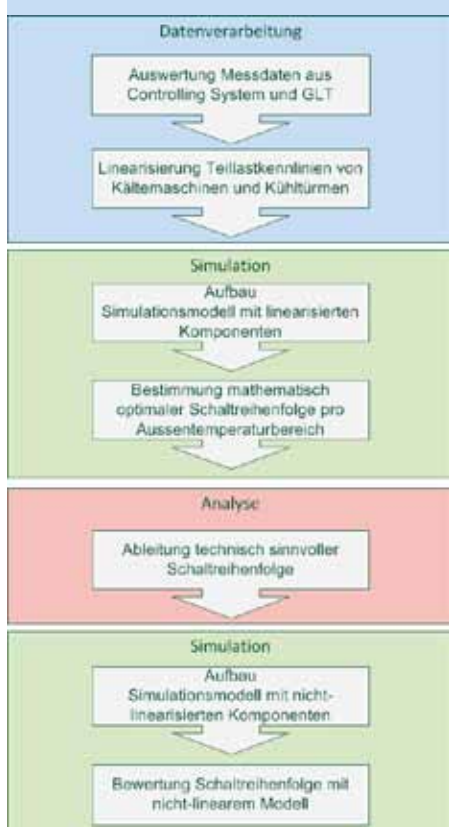 Datenverarbeitung
Auswertung Messdaten aus
Controlling System und GLT
Linearisierung Teillastkennlinien von
Kältemaschinen und Kühltürmen
Simulation
Aufbau
Simulationsmodell mit linearisierten
Komponenten
Bestimmung mathematisch
optimaler Schaltreihenfolge pro
Aussentemperaturbereich
Analyse
Ableitung technisch sinnvoller
Schaltreihenfolge
Simulation
Aufbau
Simulationsmodell mit nicht-
linearisierten Komponenten
Bewertung Schaltreihenfolge mit
nicht-linearem Modell